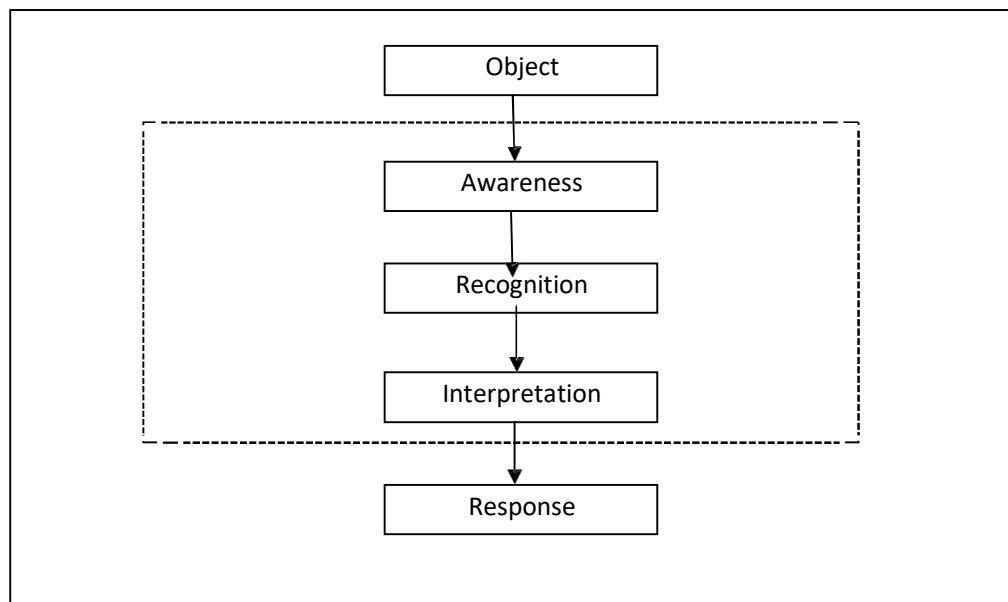 Object
Awareness
Recognition
Interpretation
Response